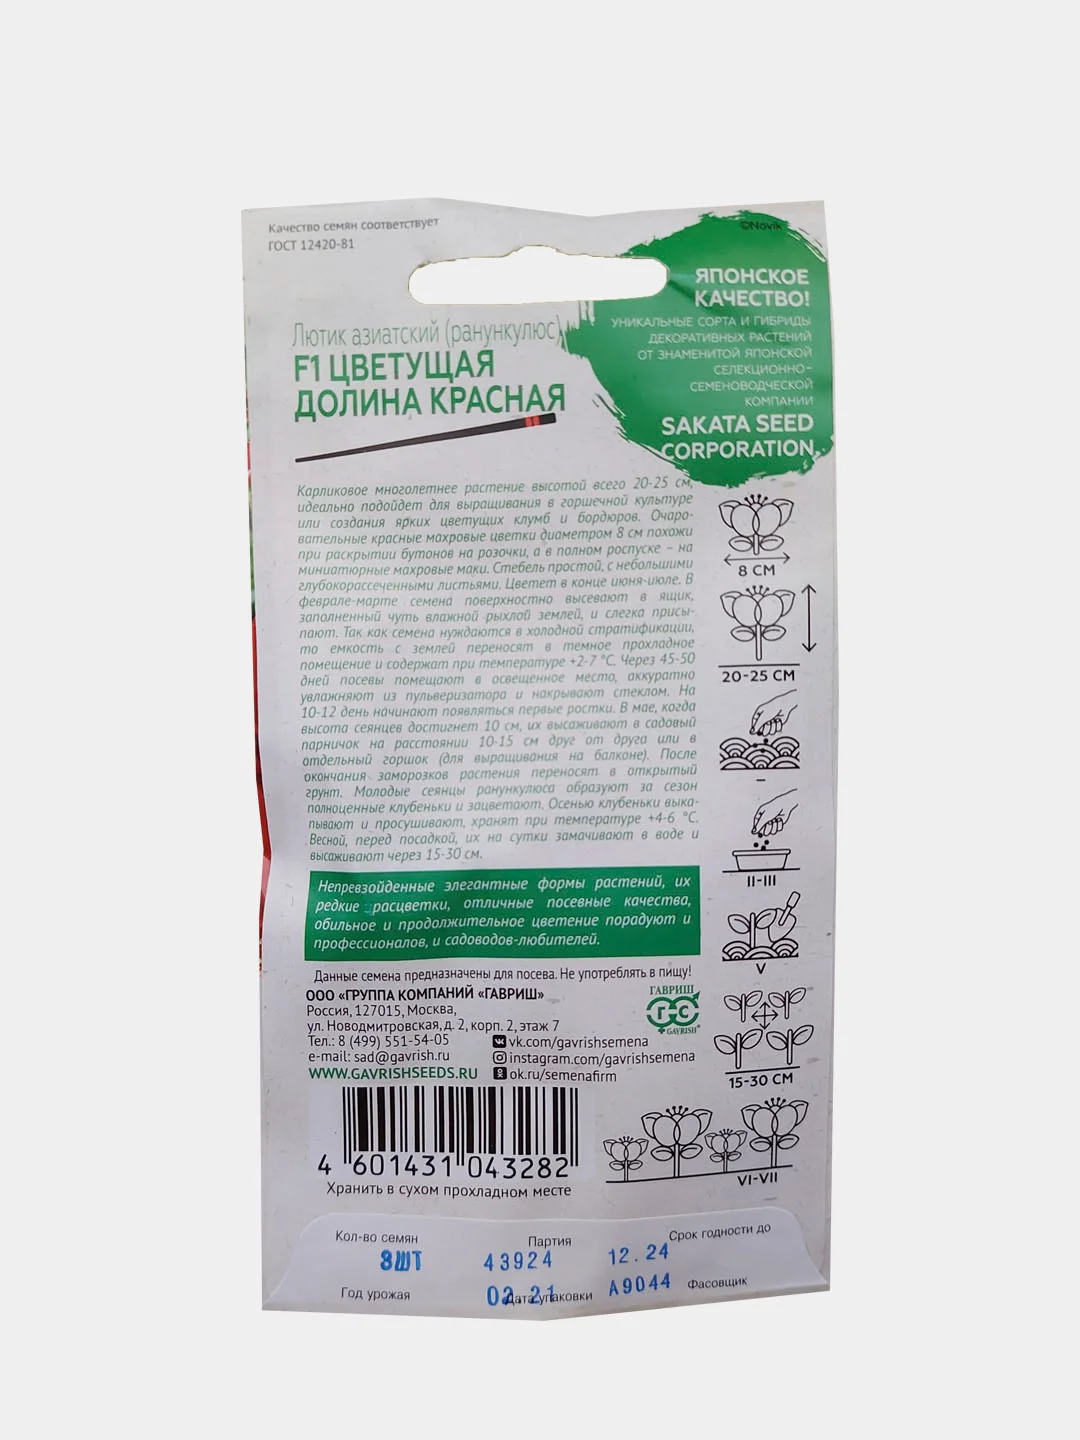 Качество семян соответствует
ГОСТ 12420-81
©Novik
ЯПОНСКОЕ
КАЧЕСТВО!
УНИКАЛЬНЫЕ СОРТА И ГИБРИДЫ
ДЕКОРАТИВНЫХ РАСТЕНИЙ
ОТ ЗНАМЕНИТОЙ ЯПОНСКОЙ
СЕЛЕКЦИОННО-
СЕМЕНОВОДЧЕСКОЙ
КОМПАНИИ
SAKATA SEED
CORPORATION
Лютик азиатский (ранункулюс)
F1 ЦВЕТУЩАЯ
ДОЛИНА КРАСНАЯ
Карликовое многолетнее растение высотой всего 20-25 см,
идеально подойдет для выращивания в горшечной культуре
или создания ярких цветущих клумб и бордюров. Очаро-
вательные красные махровые цветки диаметром 8 см похожи
при раскрытии бутонов на розочки, а в полном роспуске – на
миниатюрные махровые маки. Стебель простой, с небольшими
глубокорассеченными листьями. Цветет в конце июня-июле. В
феврале-марте семена поверхностно высевают в ящик,
заполненный чуть влажной рыхлой землей, и слегка присы-
пают. Так как семена нуждаются в холодной стратификации,
то емкость с землей переносят в темное прохладное
помещение и содержат при температуре +2-7 °С. Через 45-50
дней посевы помещают в освещенное место, аккуратно
увлажняют из пульверизатора и накрывают стеклом. На
10-12 день начинают появляться первые ростки. В мае, когда
высота сеянцев достигнет 10 см, их высаживают в садовый
парничок на расстоянии 10-15 см друг от друга или в
отдельный горшок (для выращивания на балконе). После
окончания заморозков растения переносят в открытый
грунт. Молодые сеянцы ранункулюса образуют за сезон
полноценные клубеньки и зацветают. Осенью клубеньки выка-
пывают и просушивают, хранят при температуре +4-6 °С.
Весной, перед посадкой, их на сутки замачивают в воде и
высаживают через 15-30 см.
8 СМ
20-25 СМ
–
II-III
V
15-30 СМ
VI-VII
Непревзойденные элегантные формы растений, их
редкие расцветки, отличные посевные качества,
обильное и продолжительное цветение порадуют и
профессионалов, и садоводов-любителей.
Данные семена предназначены для посева. Не употреблять в пищу!
ООО «ГРУППА КОМПАНИЙ «ГАВРИШ»
Россия, 127015, Москва,
ул. Новодмитровская, д. 2, корп. 2, этаж 7
Тел.: 8 (499) 551-54-05
e-mail: sad@gavrish.ru
WWW.GAVRISHSEEDS.RU
ГАВРИШ
ГС
GAVRISH®
vk.com/gavrishsemena
instagram.com/gavrishsemena
ok.ru/semenafirm
4 601431 043282
Хранить в сухом прохладном месте
Кол-во семян
8ШТ
Партия
43924
Срок годности до
12.24
Год урожая
02.21
Дата упаковки
А9044
Фасовщик